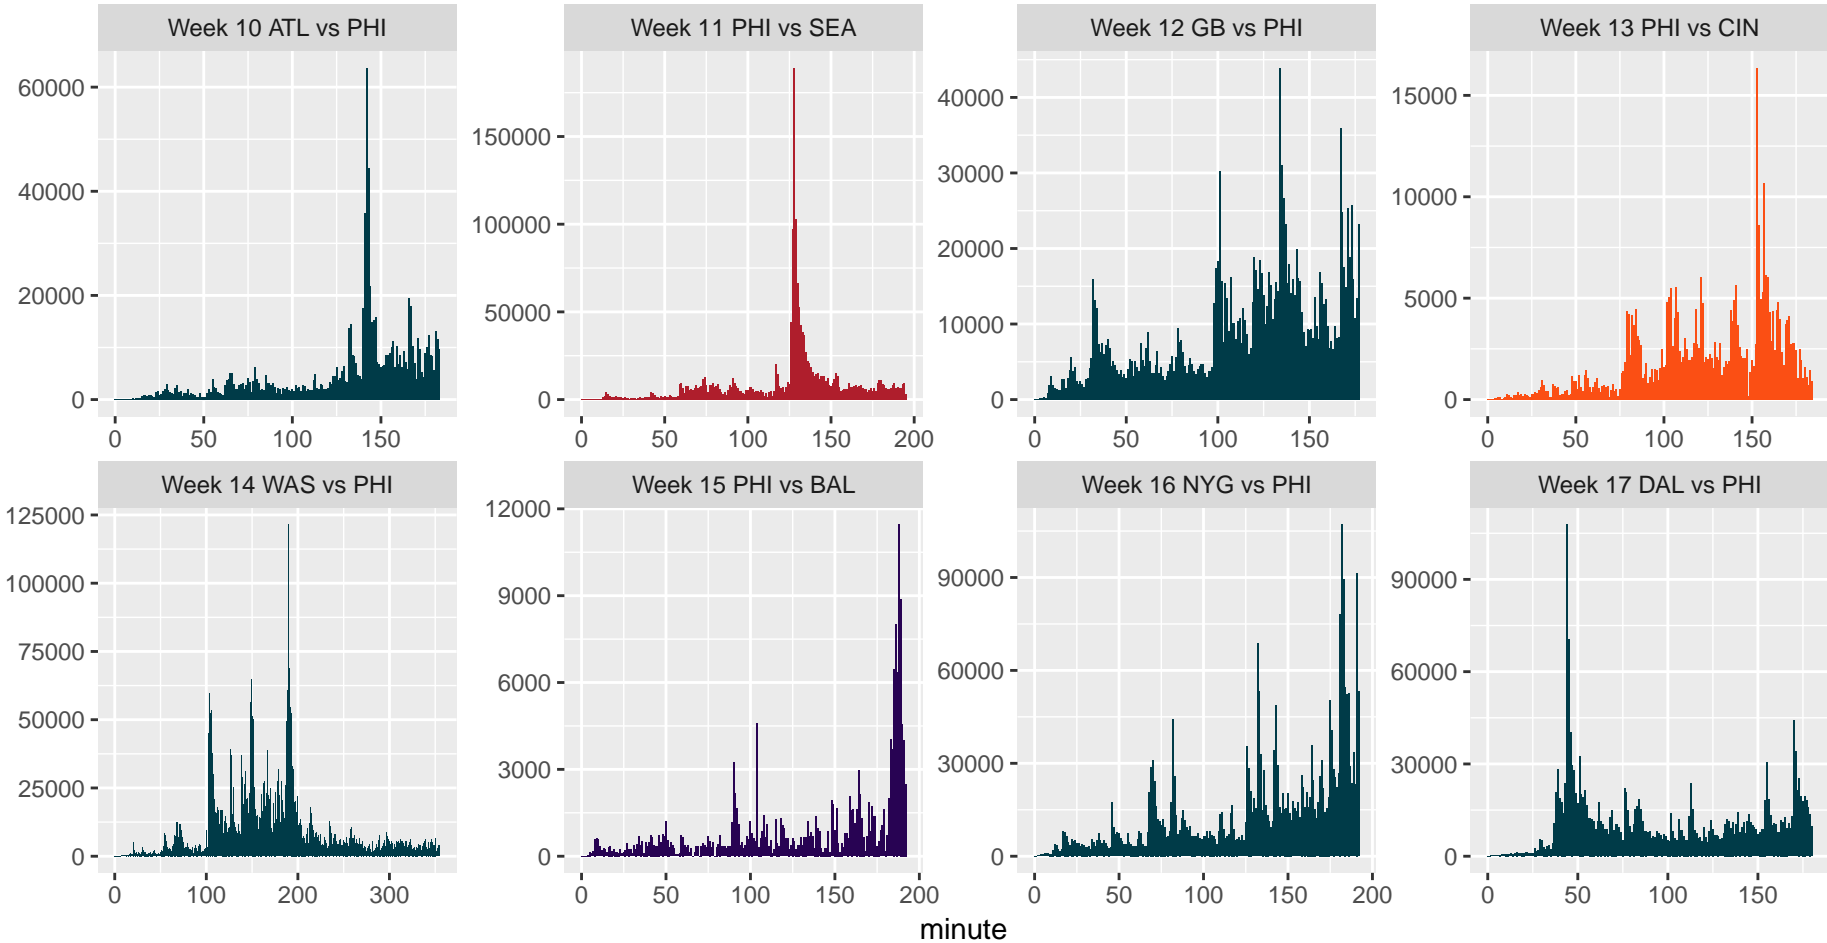 Week 10 ATL vs PHI
Week 11 PHI vs SEA
Week 12 GB vs PHI
Week 13 PHI vs CIN
60000
40000
20000
0
0 50 100 150
150000
100000
50000
0
0 50 100 150 200
40000
30000
20000
10000
0
0 50 100 150
15000
10000
5000
0
0 50 100 150
Week 14 WAS vs PHI
Week 15 PHI vs BAL
Week 16 NYG vs PHI
Week 17 DAL vs PHI
125000
100000
75000
50000
25000
0
0 100 200 300
12000
9000
6000
3000
0
0 50 100 150 200
90000
60000
30000
0
0 50 100 150 200
90000
60000
30000
0
0 50 100 150
minute